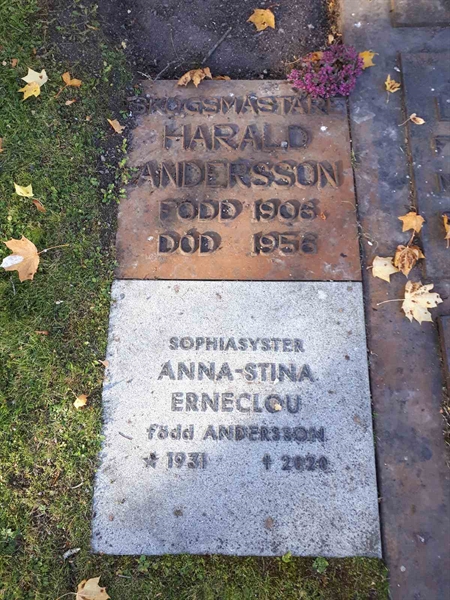 SKOGSMÄSTARE
HARALD
ANDERSSON
FÖDD 1906
DÖD 1958
SOPHIASYSTER
ANNA-STINA
ERNECLOU
född ANDERSSON
* 1931 † 2020